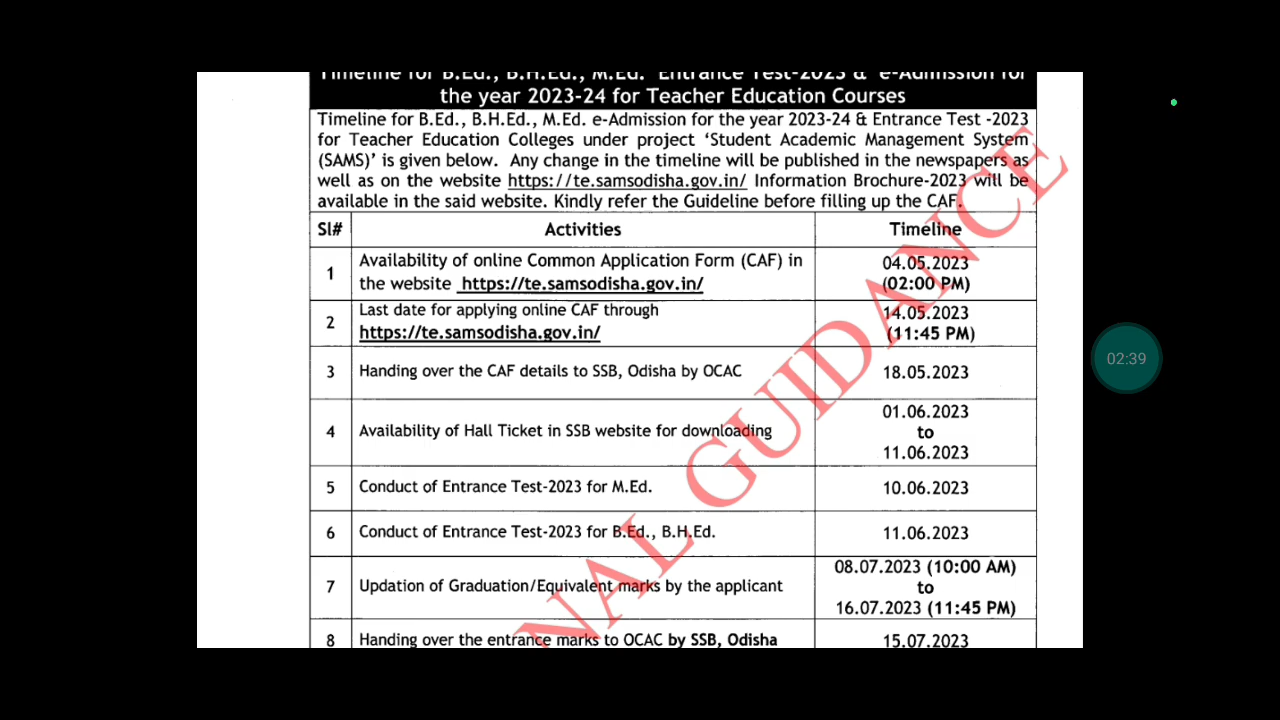 Timeline for B.Ed., B.H.Ed., M.Ed. Entrance Test-2023 & e-Admission for
the year 2023-24 for Teacher Education Courses
Timeline for B.Ed., B.H.Ed., M.Ed. e-Admission for the year 2023-24 & Entrance Test -2023
for Teacher Education Colleges under project ‘Student Academic Management System
(SAMS)’ is given below. Any change in the timeline will be published in the newspapers as
well as on the website https://te.samsodisha.gov.in/ Information Brochure-2023 will be
available in the said website. Kindly refer the Guideline before filling up the CAF.
Sl# Activities Timeline
1 Availability of online Common Application Form (CAF) in 04.05.2023
the website https://te.samsodisha.gov.in/ (02:00 PM)
2 Last date for applying online CAF through 14.05.2023
https://te.samsodisha.gov.in/ (11:45 PM)
3 Handing over the CAF details to SSB, Odisha by OCAC 18.05.2023
01.06.2023
4 Availability of Hall Ticket in SSB website for downloading to
11.06.2023
5 Conduct of Entrance Test-2023 for M.Ed. 10.06.2023
6 Conduct of Entrance Test-2023 for B.Ed., B.H.Ed. 11.06.2023
08.07.2023 (10:00 AM)
7 Updation of Graduation/Equivalent marks by the applicant to
16.07.2023 (11:45 PM)
8 Handing over the entrance marks to OCAC by SSB, Odisha 15.07.2023
NAL GUIDANCE
02:39